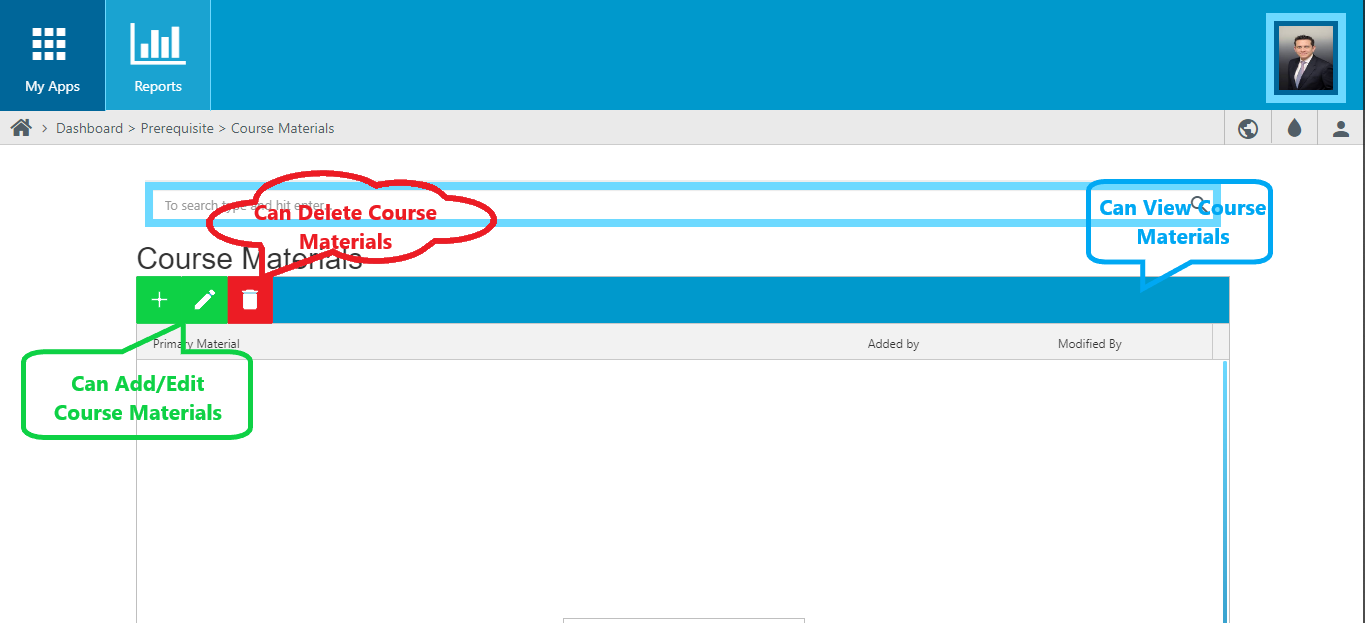 My Apps
Reports
Dashboard > Prerequisite > Course Materials
To search type and hit enter...
Can Delete Course
Materials
Can View Course
Materials
Course Materials
Primary Material
Added by
Modified By
Can Add/Edit
Course Materials